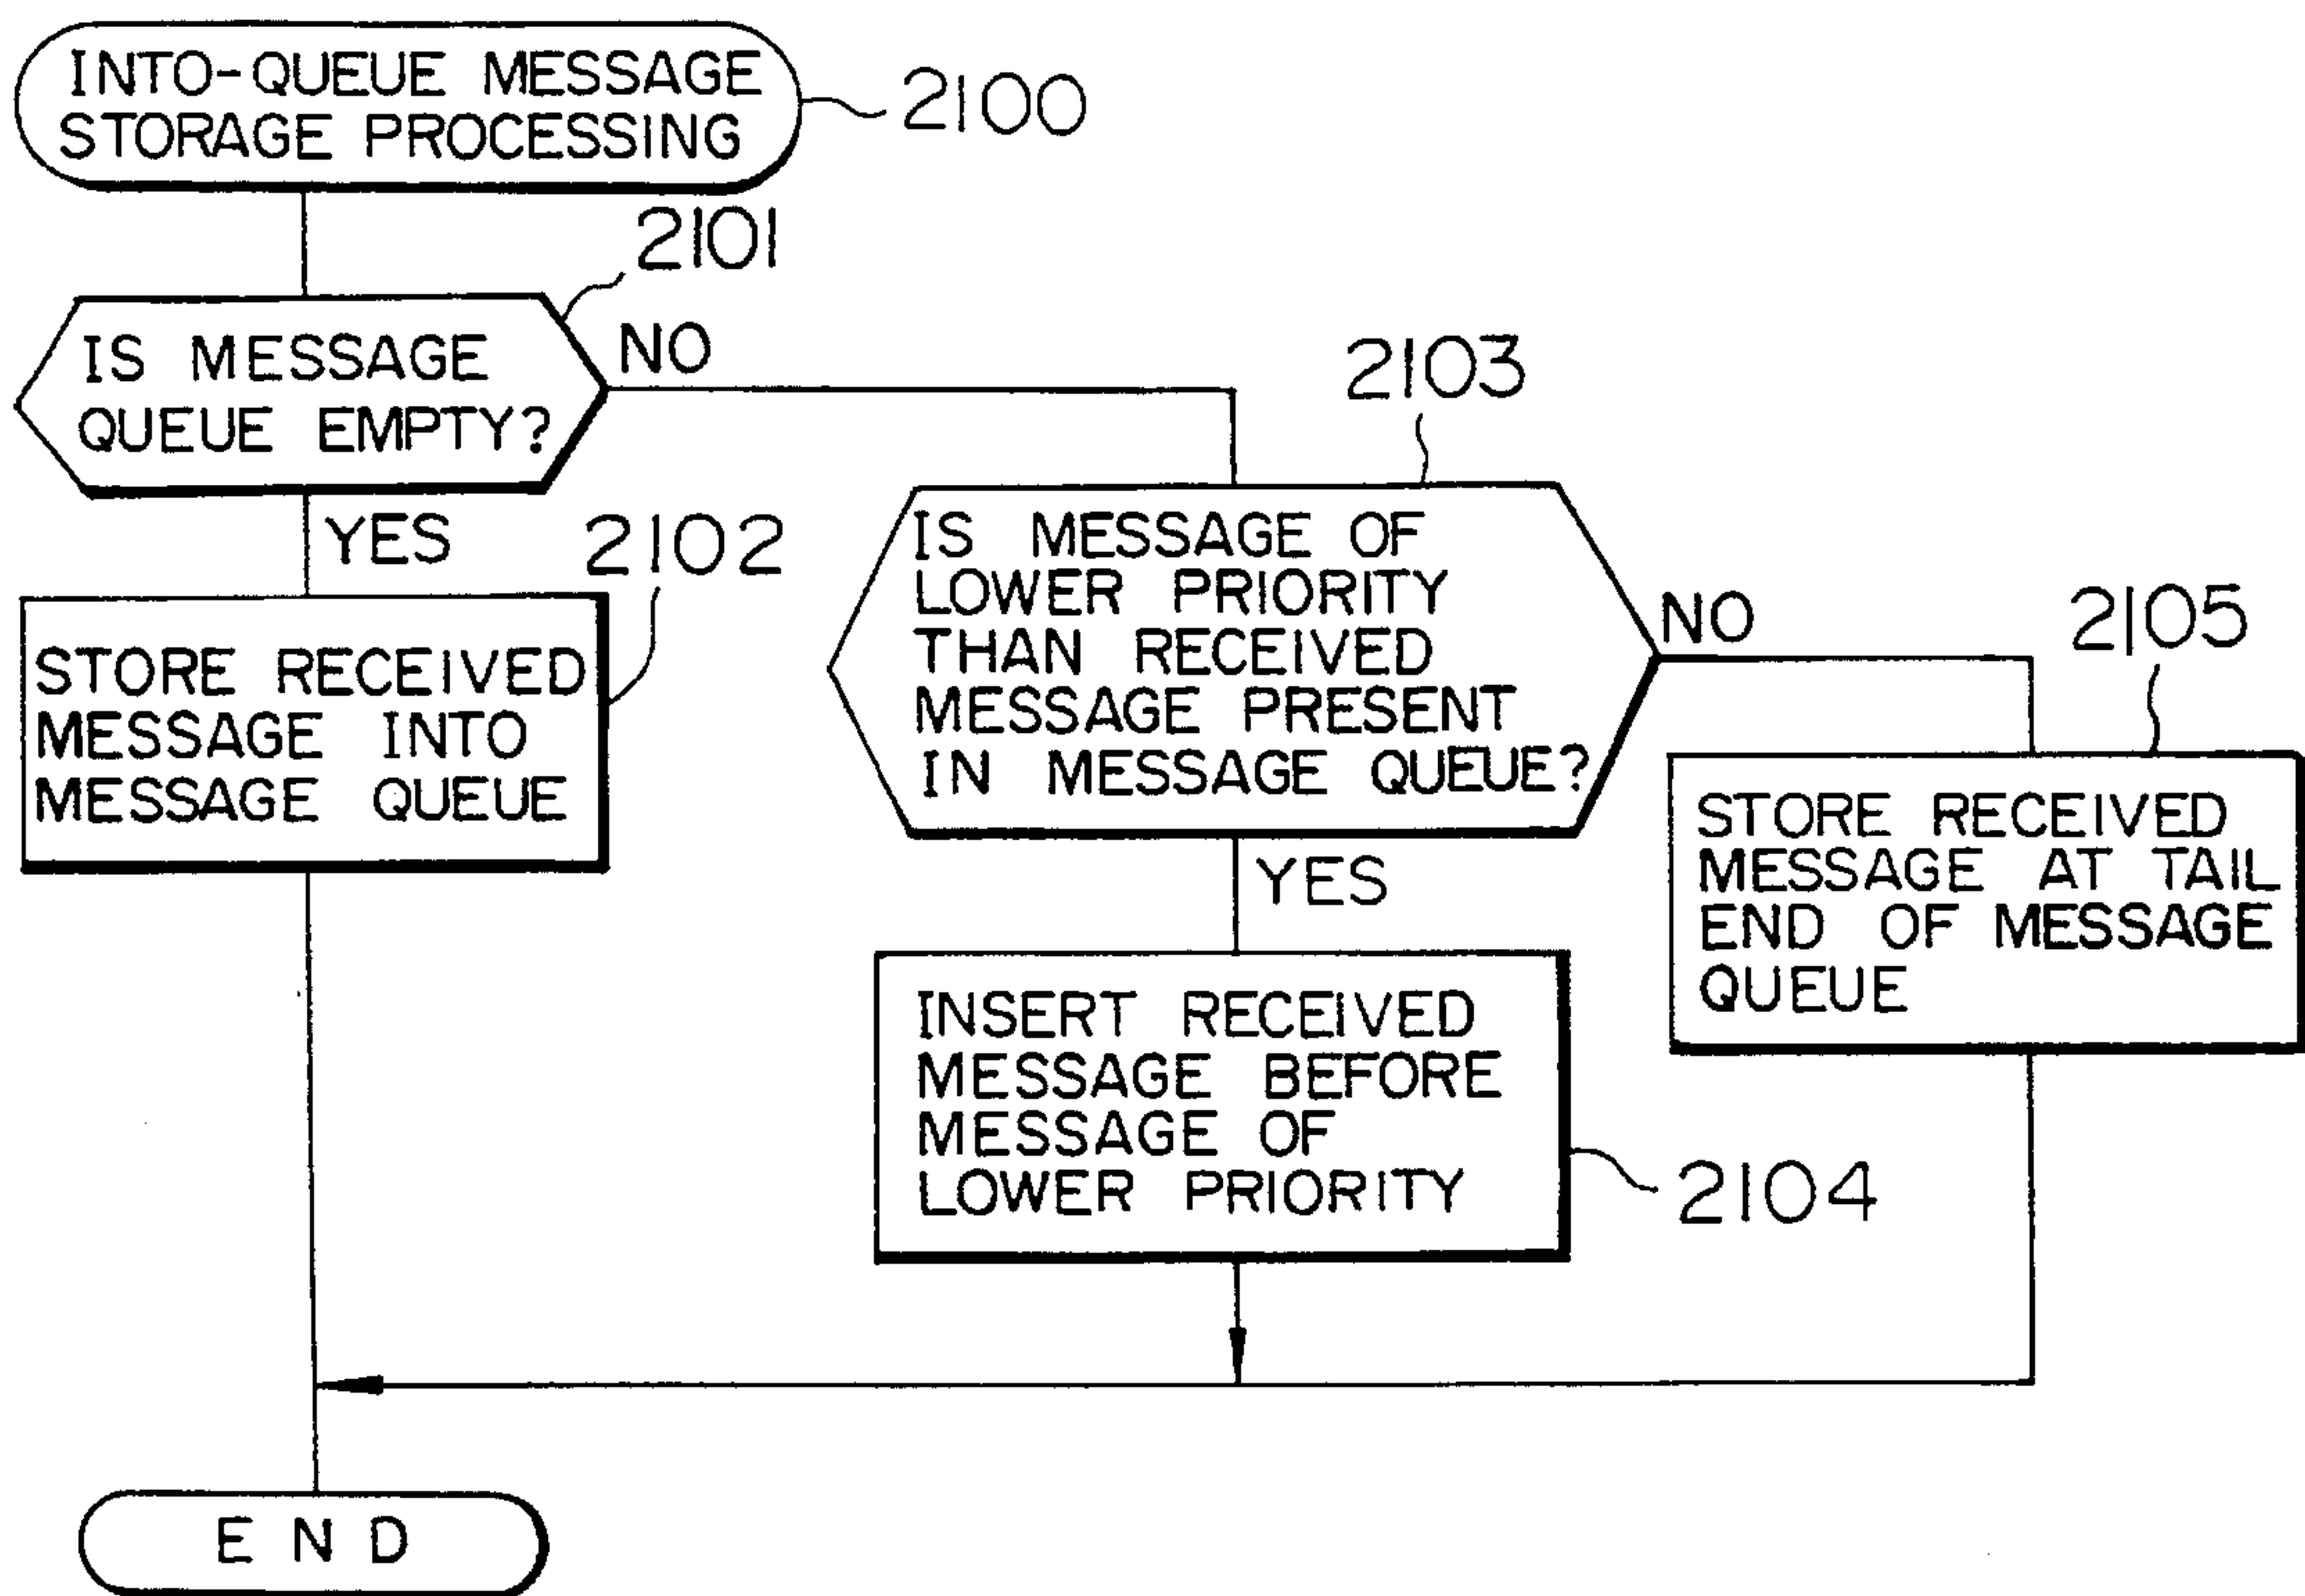 INTO-QUEUE MESSAGE
STORAGE PROCESSING
2100
2101
IS MESSAGE
QUEUE EMPTY?
NO
YES
2102
STORE RECEIVED
MESSAGE INTO
MESSAGE QUEUE
2103
IS MESSAGE OF
LOWER PRIORITY
THAN RECEIVED
MESSAGE PRESENT
IN MESSAGE QUEUE?
NO
YES
2105
STORE RECEIVED
MESSAGE AT TAIL
END OF MESSAGE
QUEUE
INSERT RECEIVED
MESSAGE BEFORE
MESSAGE OF
LOWER PRIORITY
2104
END